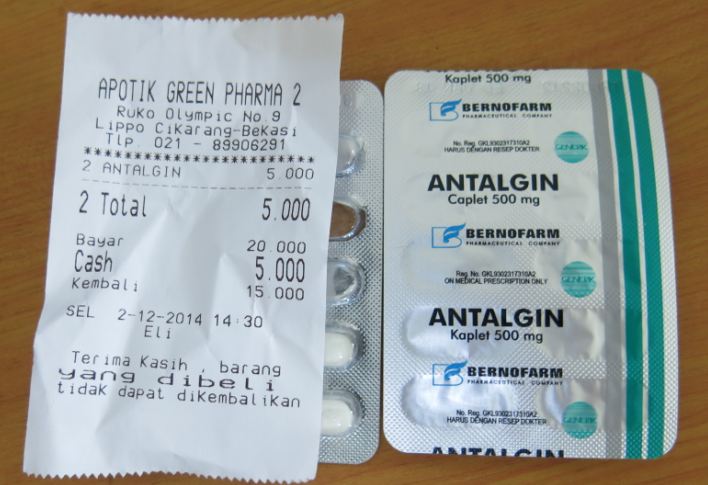 APOTIK GREEN PHARMA 2
Ruko Olympic No.9
Lippo Cikarang-Bekasi
Tlp. 021 - 89906291
********************************
2 ANTALGIN 5.000
2 Total 5.000
Bayar 20.000
Cash 5.000
Kembali 15.000
SEL 2-12-2014 14:30
Eli
Terima Kasih , barang
yang dibeli
tidak dapat dikembalikan
Kaplet 500 mg
BERNOFARM
PHARMACEUTICAL COMPANY
No. Reg. GKL9302317310A2
HARUS DENGAN RESEP DOKTER
GENERIK
ANTALGIN
Caplet 500 mg
BERNOFARM
PHARMACEUTICAL COMPANY
Reg. No. GKL9302317310A2
ON MEDICAL PRESCRIPTION ONLY
GENERIK
ANTALGIN
Kaplet 500 mg
BERNOFARM
PHARMACEUTICAL COMPANY
No. Reg. GKL9302317310A2
HARUS DENGAN RESEP DOKTER
GENERIK
ANTALGIN